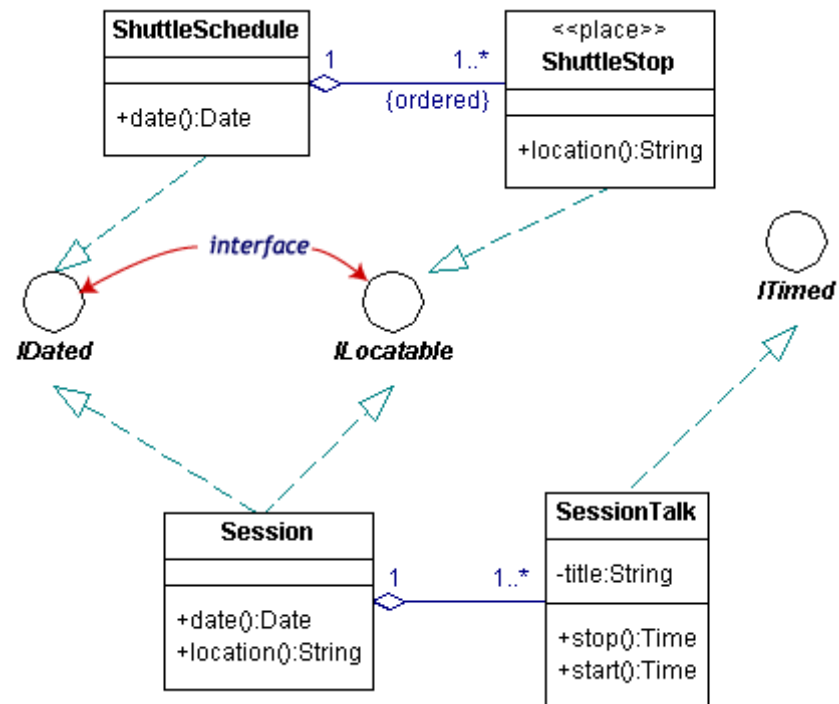 ShuttleSchedule
+date():Date
1
1..*
{ordered}
<<place>>
ShuttleStop
+location():String
interface
IDated
ILocatable
ITimed
Session
+date():Date
+location():String
1
1..*
SessionTalk
-title:String
+stop():Time
+start():Time